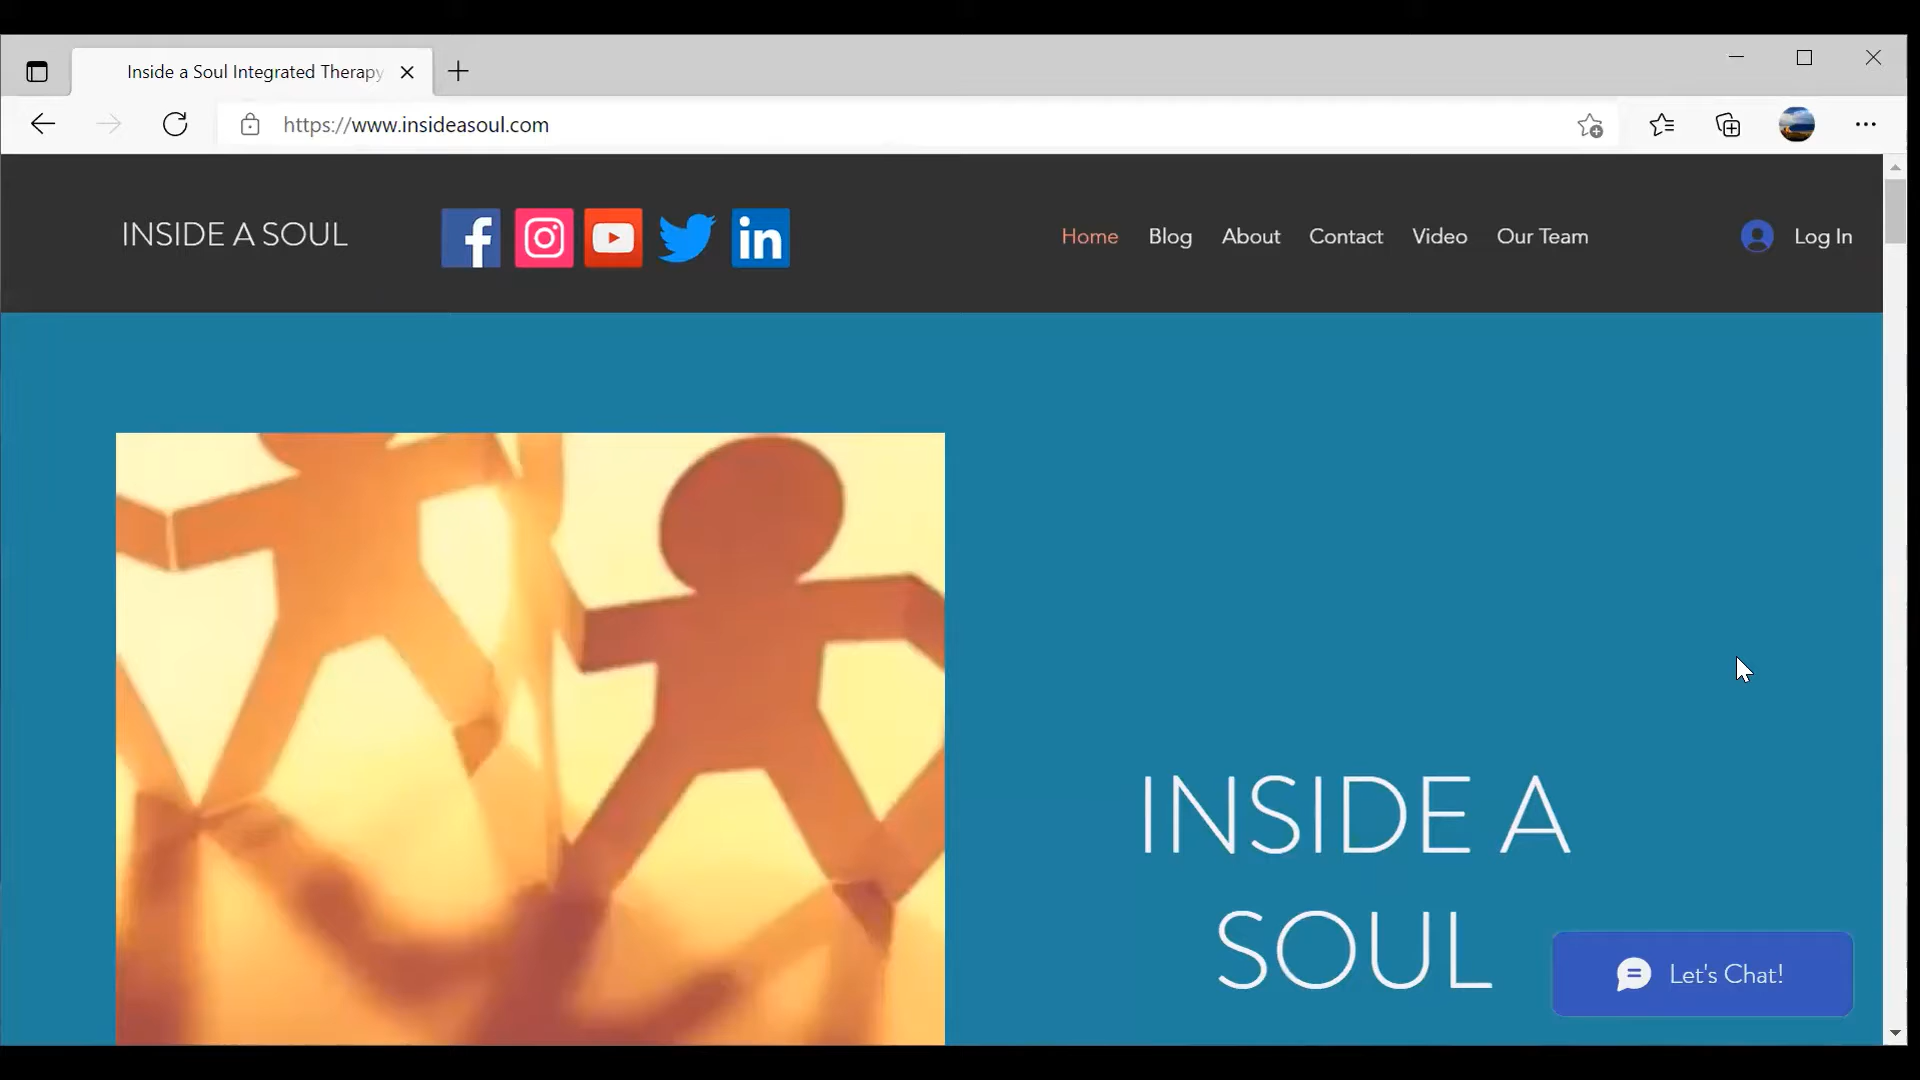 Inside a Soul Integrated Therapy
https://www.insideasoul.com
INSIDE A SOUL
Home Blog About Contact Video Our Team Log In
INSIDE A
SOUL
Let's Chat!